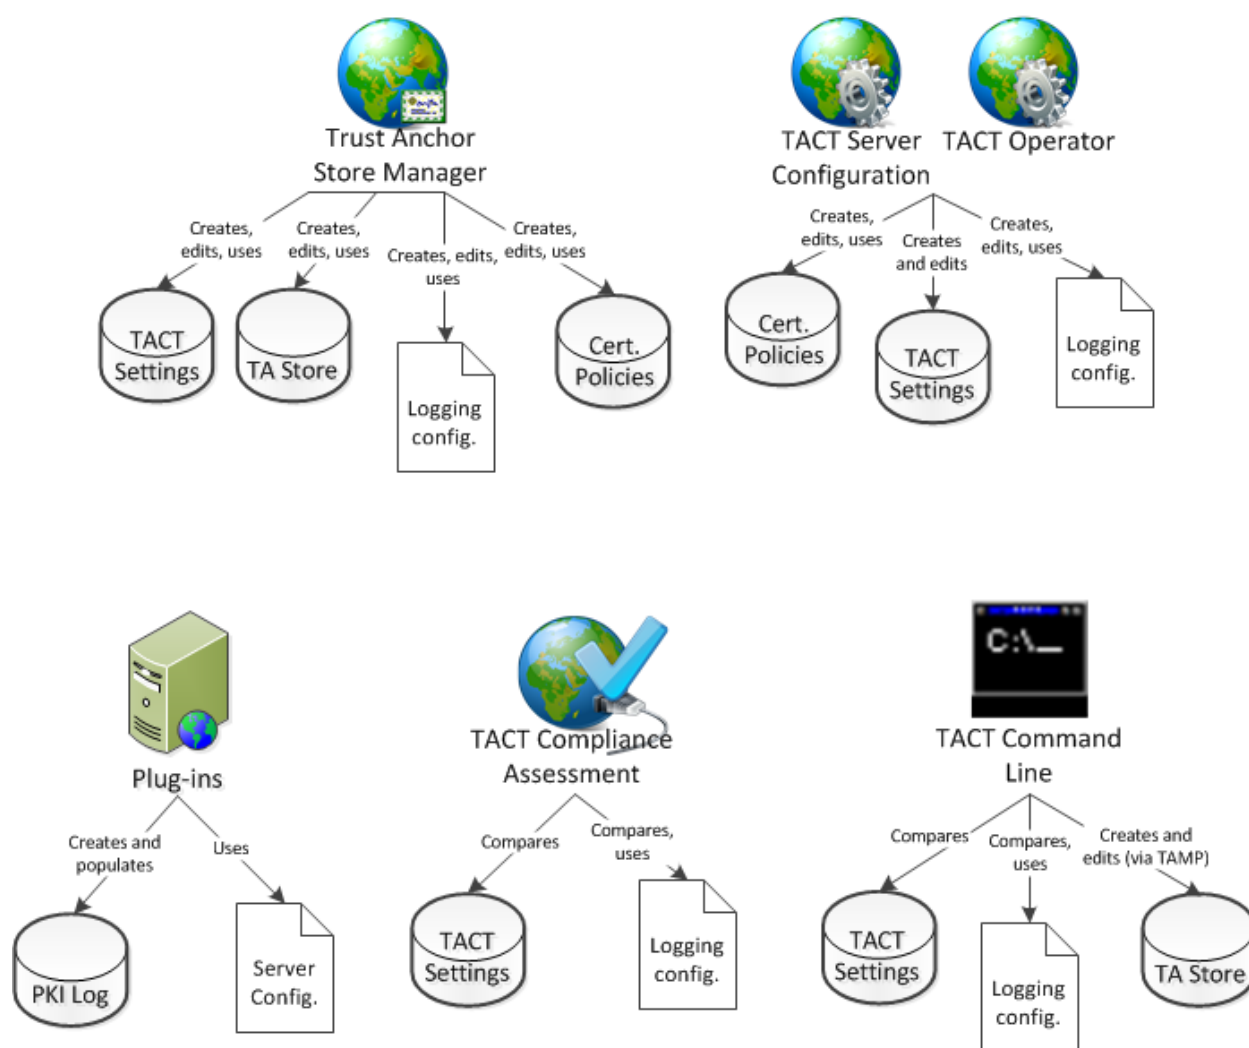 Trust Anchor
Store Manager
Creates,
edits, uses
Creates,
edits, uses
Creates, edits,
uses
Creates,
edits, uses
TACT
Settings
TA Store
Logging
config.
Cert.
Policies
TACT Server
Configuration
TACT Operator
Creates,
edits, uses
Creates
and edits
Creates,
edits, uses
Cert.
Policies
TACT
Settings
Logging
config.
Plug-ins
Creates and
populates
Uses
PKI Log
Server
Config.
TACT Compliance
Assessment
Compares
Compares,
uses
TACT
Settings
Logging
config.
C:\_
TACT Command
Line
Compares
Compares,
uses
Creates and
edits (via TAMP)
TACT
Settings
Logging
config.
TA Store